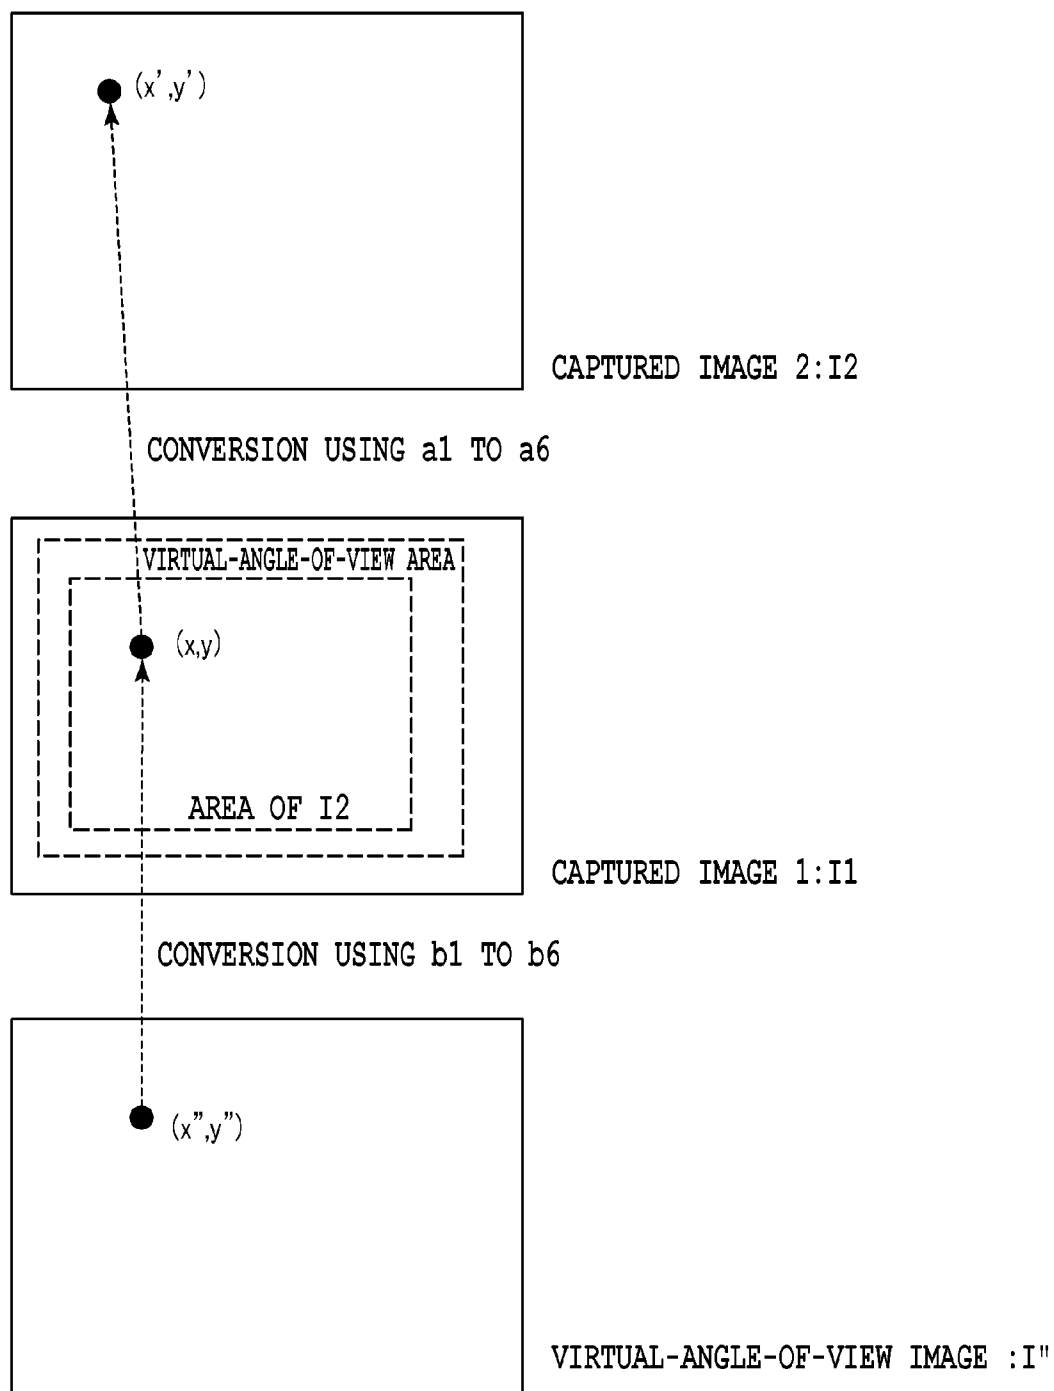 (x',y')
CAPTURED IMAGE 2:I2
CONVERSION USING a1 TO a6
VIRTUAL-ANGLE-OF-VIEW AREA
(x,y)
AREA OF I2
CAPTURED IMAGE 1:I1
CONVERSION USING b1 TO b6
(x",y")
VIRTUAL-ANGLE-OF-VIEW IMAGE :I"